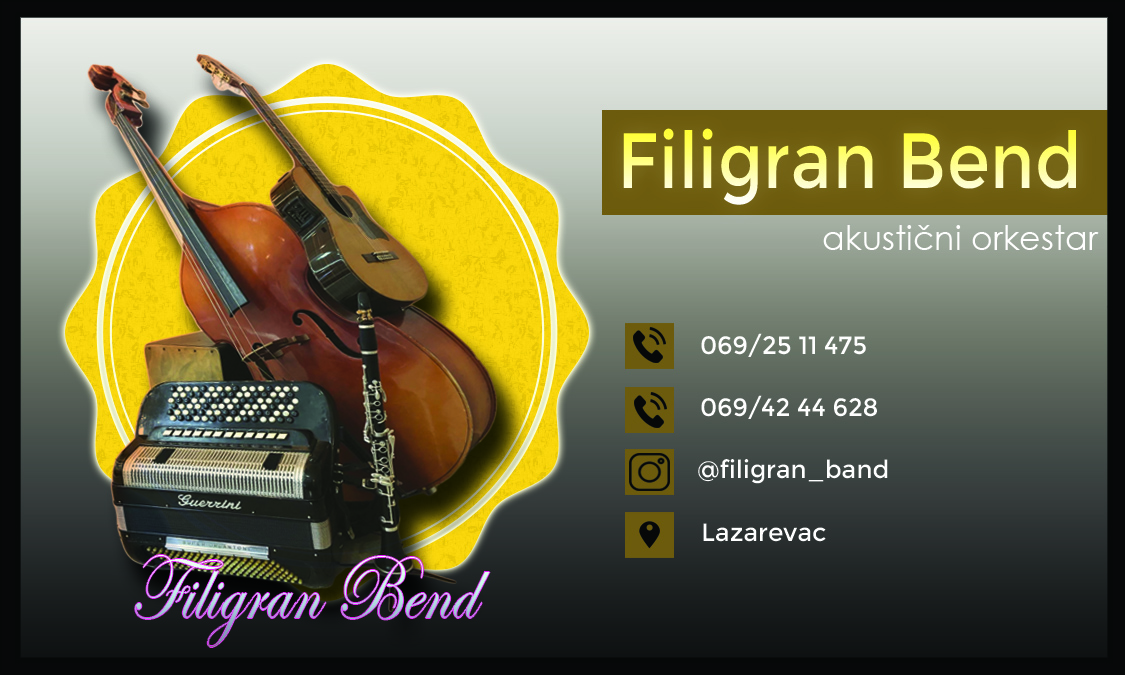 Filigran Bend
akustični orkestar
069/25 11 475
069/42 44 628
@filigran_band
Lazarevac
Guerrini
Filigran Bend